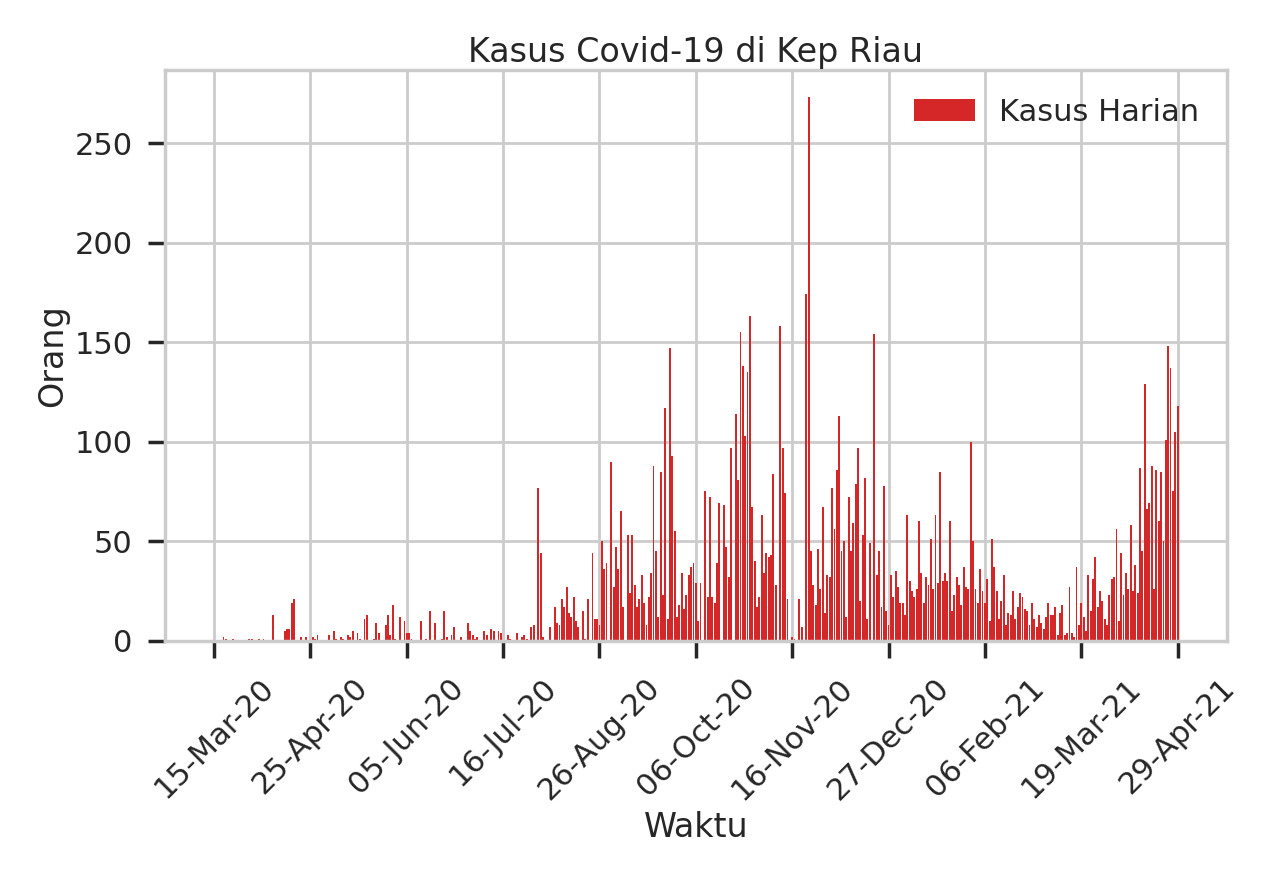 Kasus Covid-19 di Kep Riau
Kasus Harian
Orang
250
200
150
100
50
0
15-Mar-20
25-Apr-20
05-Jun-20
16-Jul-20
26-Aug-20
06-Oct-20
16-Nov-20
27-Dec-20
06-Feb-21
19-Mar-21
29-Apr-21
Waktu